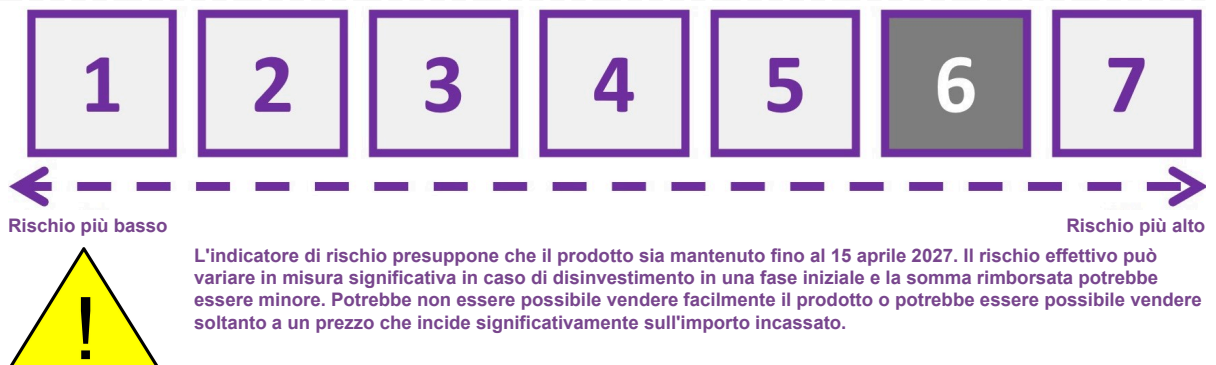 1 2 3 4 5 6 7
Rischio più basso Rischio più alto
L'indicatore di rischio presuppone che il prodotto sia mantenuto fino al 15 aprile 2027. Il rischio effettivo può
variare in misura significativa in caso di disinvestimento in una fase iniziale e la somma rimborsata potrebbe
essere minore. Potrebbe non essere possibile vendere facilmente il prodotto o potrebbe essere possibile vendere
soltanto a un prezzo che incide significativamente sull'importo incassato.
!